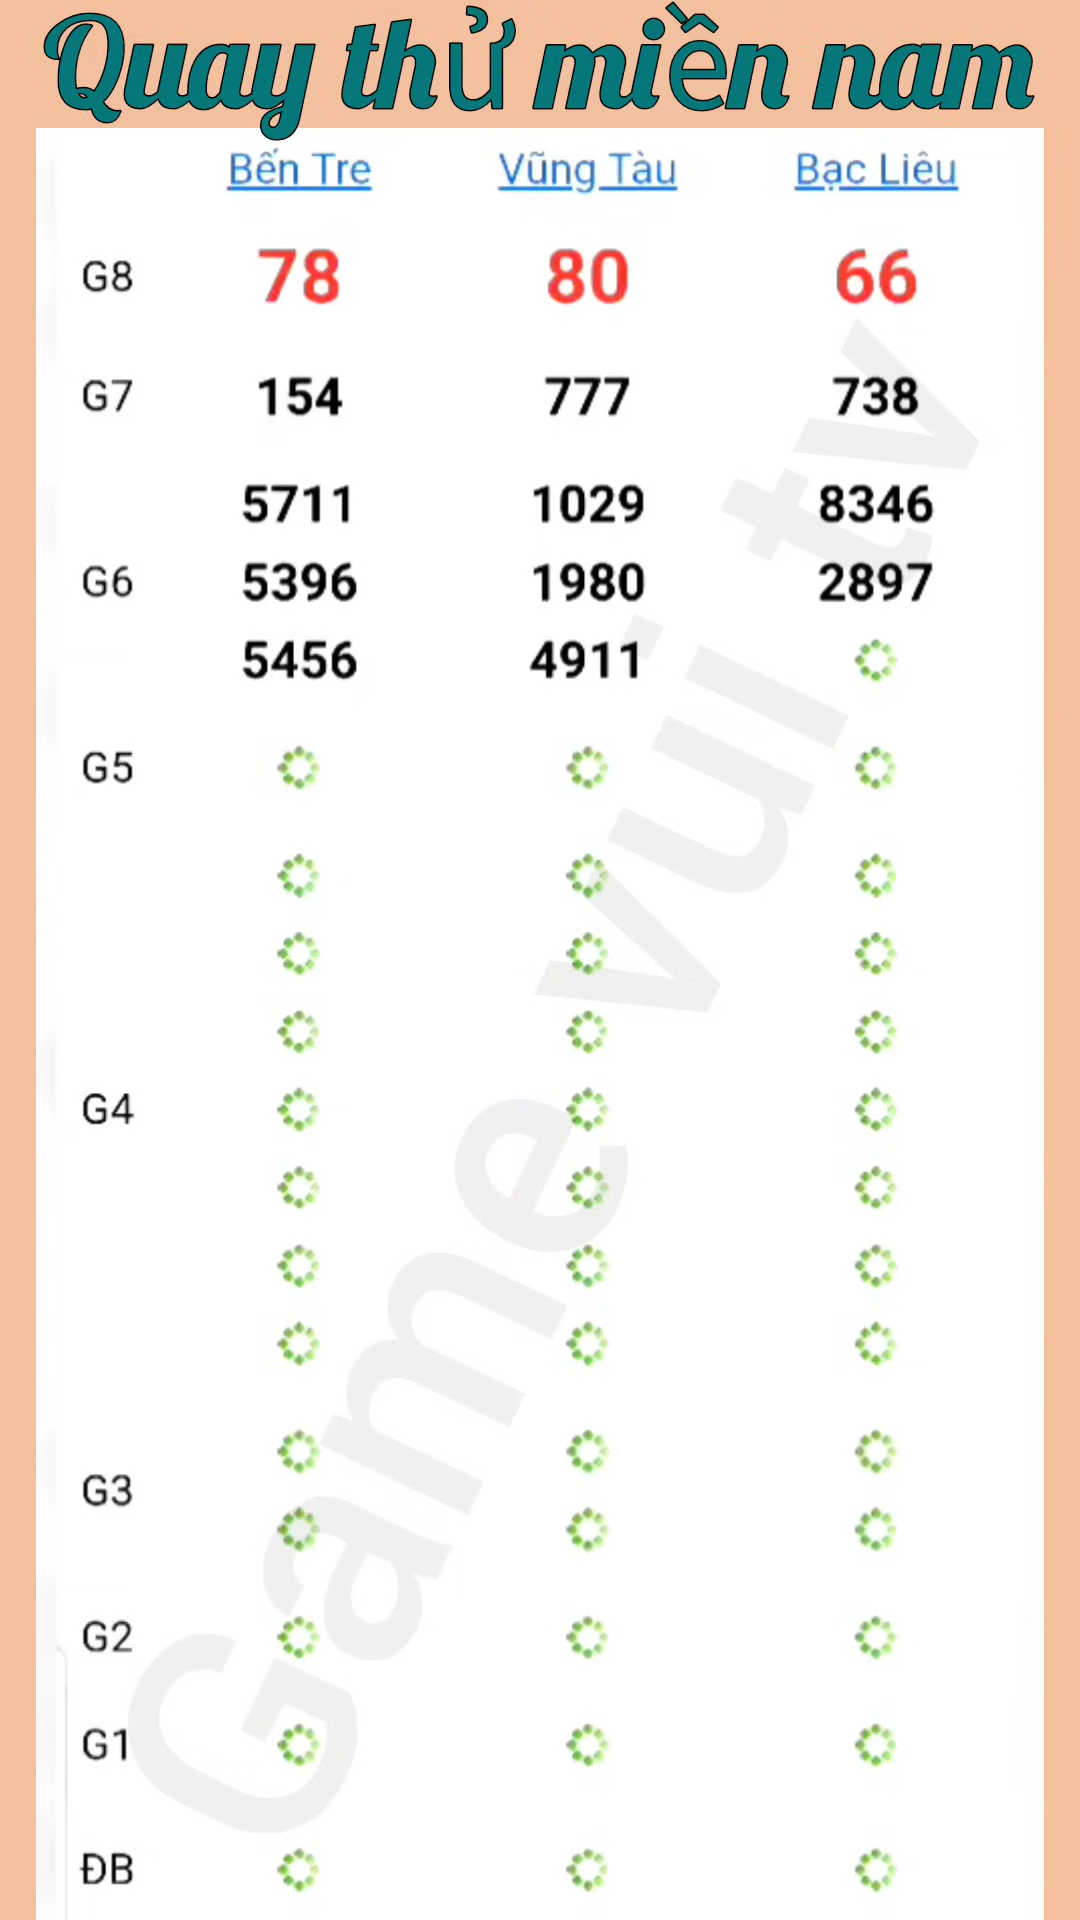 Quay thử miền nam
Bến Tre Vũng Tàu Bạc Liêu
G8 78 80 66
G7 154 777 738
5711 1029 8346
G6 5396 1980 2897
5456 4911
G5
G4
G3
G2
G1
ĐB
Game vui tv